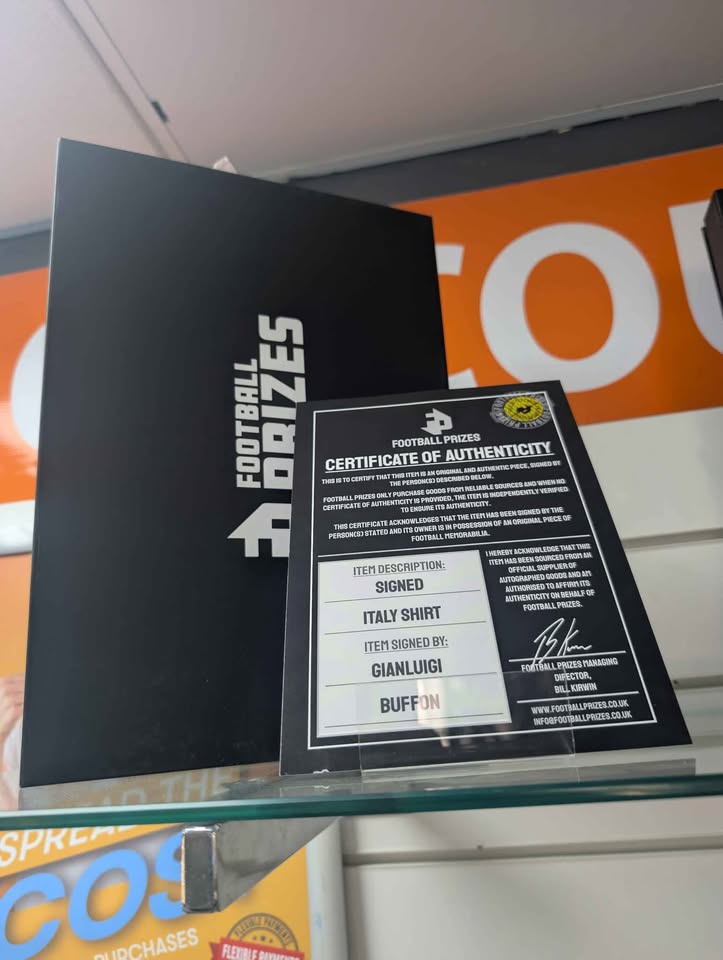 FOOTBALL
PRIZES
FOOTBALL PRIZES
CERTIFICATE OF AUTHENTICITY
THIS IS TO CERTIFY THAT THIS ITEM IS AN ORIGINAL AND AUTHENTIC PIECE, SIGNED BY
THE PERSON(S) DESCRIBED BELOW.
FOOTBALL PRIZES ONLY PURCHASE GOODS FROM RELIABLE SOURCES AND WHEN NO
CERTIFICATE OF AUTHENTICITY IS PROVIDED, THE ITEM IS INDEPENDENTLY VERIFIED
TO ENSURE ITS AUTHENTICITY.
THIS CERTIFICATE ACKNOWLEDGES THAT THE ITEM HAS BEEN SIGNED BY THE
PERSON(S) STATED AND ITS OWNER IS IN POSSESSION OF AN ORIGINAL PIECE OF
FOOTBALL MEMORABILIA.
ITEM DESCRIPTION:
SIGNED
ITALY SHIRT
ITEM SIGNED BY:
GIANLUIGI
BUFFON
I HEREBY ACKNOWLEDGE THAT THIS
ITEM HAS BEEN SOURCED FROM AN
OFFICIAL SUPPLIER OF
AUTOGRAPHED GOODS AND AM
AUTHORISED TO AFFIRM ITS
AUTHENTICITY ON BEHALF OF
FOOTBALL PRIZES.
FOOTBALL PRIZES MANAGING
DIRECTOR,
BILL KIRWIN
WWW.FOOTBALLPRIZES.CO.UK
INFO@FOOTBALLPRIZES.CO.UK
COU
SPREAD THE
COS
PURCHASES
FLEXIBLE PAYMENTS
FLEXIBLE PAYMENTS